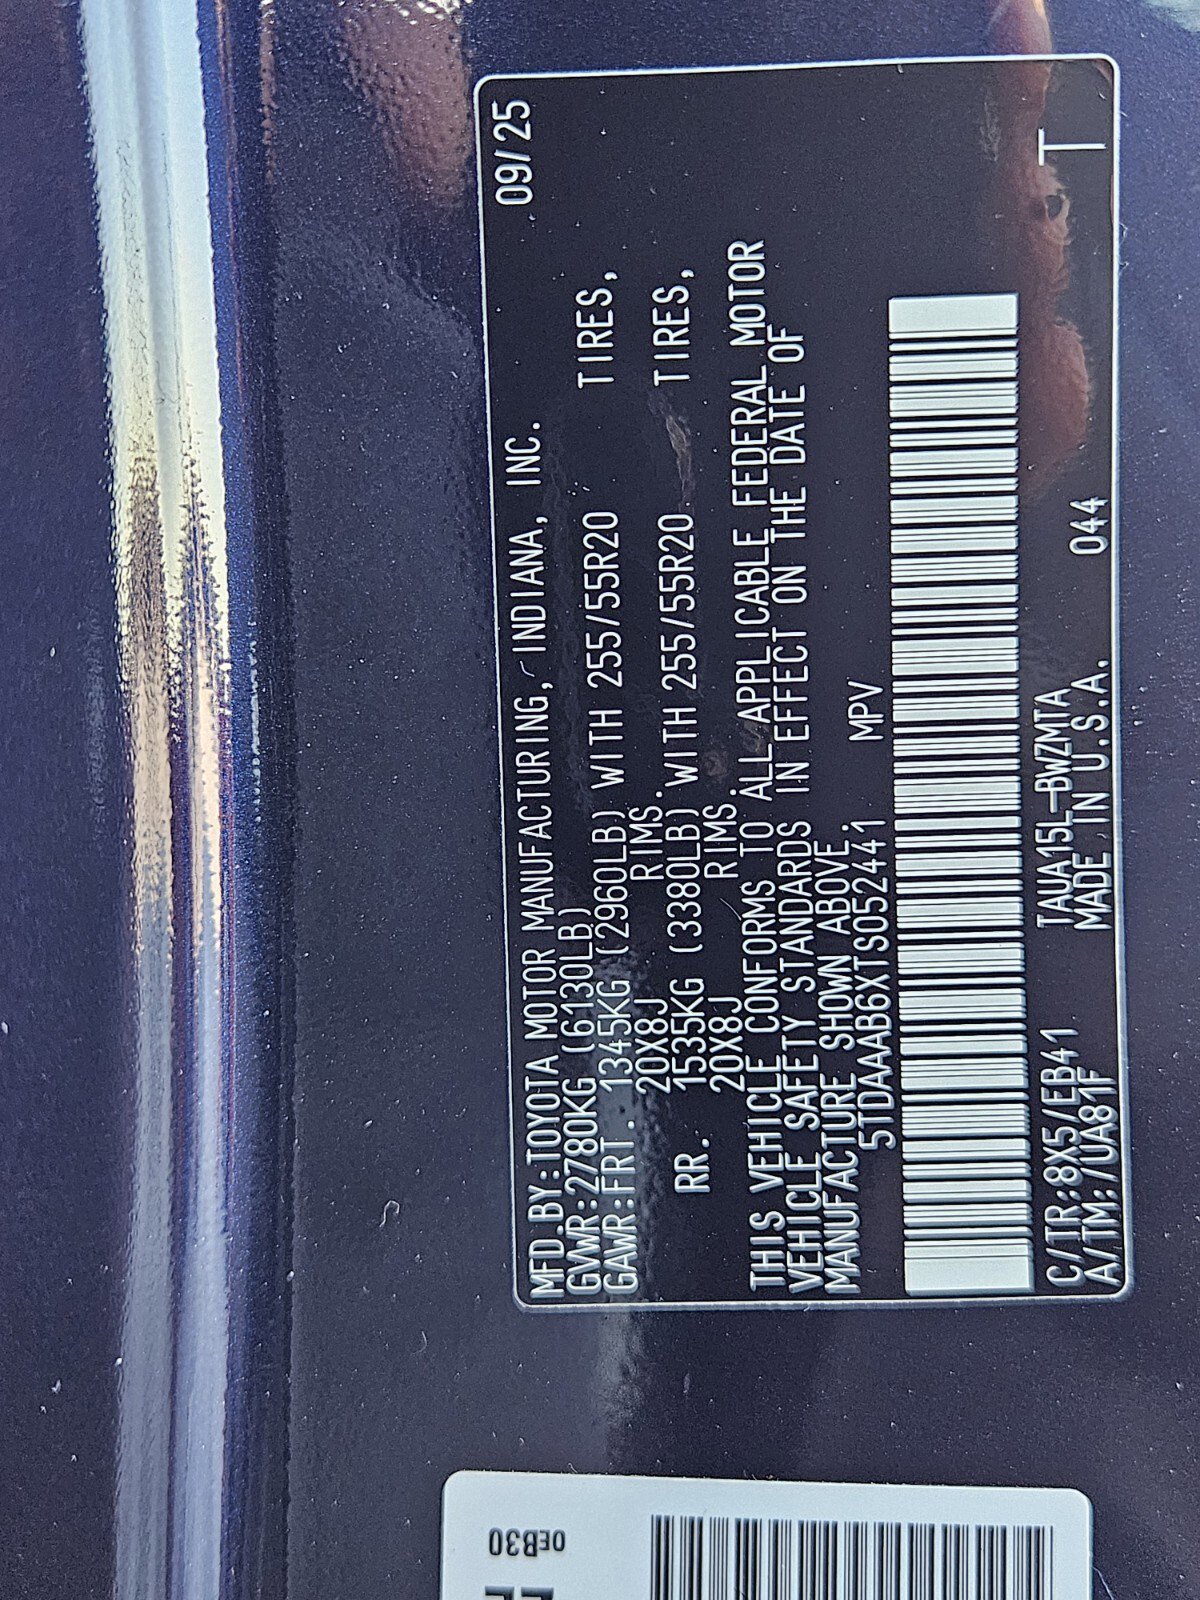 09/25
MFD.BY:TOYOTA MOTOR MANUFACTURING, INDIANA, INC.
GVWR:2780KG (6130LB)
GAWR:FRT. 1345KG (2960LB) WITH 255/55R20 TIRES,
20X8J RIMS.
RR. 1535KG (3380LB) WITH 255/55R20 TIRES,
20X8J RIMS.
THIS VEHICLE CONFORMS TO ALL APPLICABLE FEDERAL MOTOR
VEHICLE SAFETY STANDARDS IN EFFECT ON THE DATE OF
MANUFACTURE SHOWN ABOVE.
5TDAAAB6XTS052441 MPV
C/TR:8X5/EB41 TAUA15L-BWZMTA T
A/TM:/UA81F MADE IN U.S.A. 044
0EB30